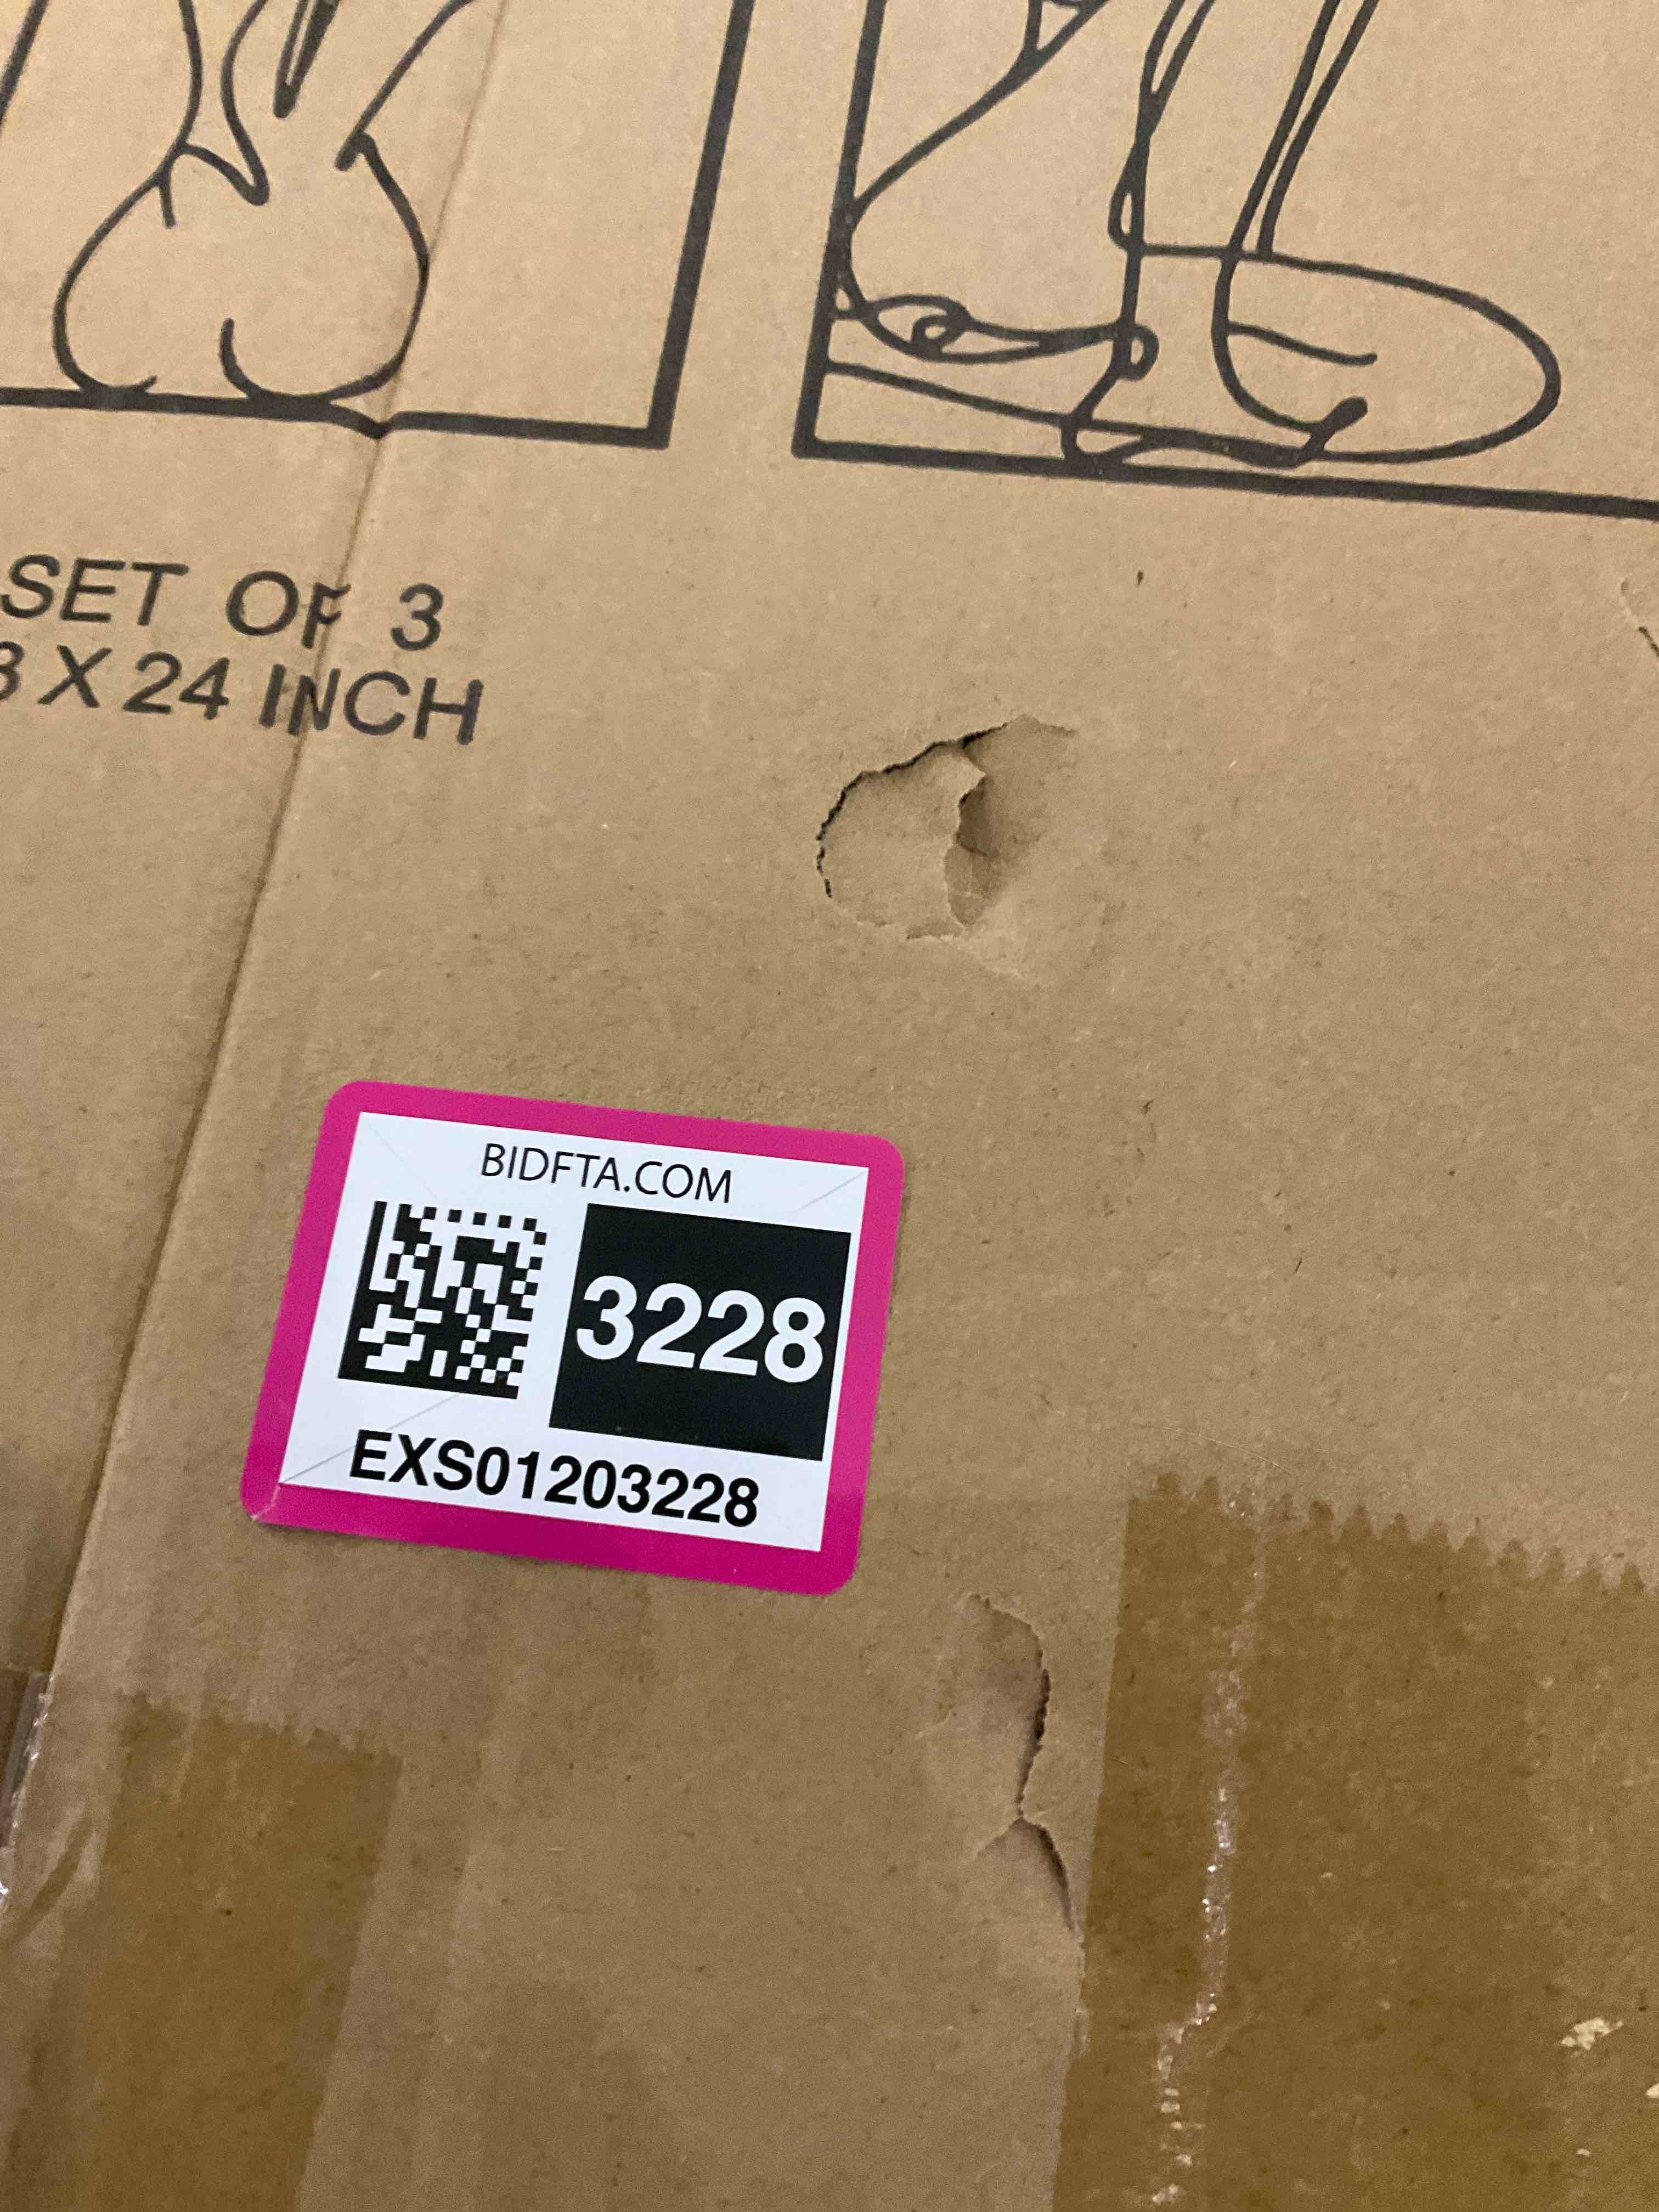 SET OF 3
X 24 INCH
BIDFTA.COM
3228
EXS01203228